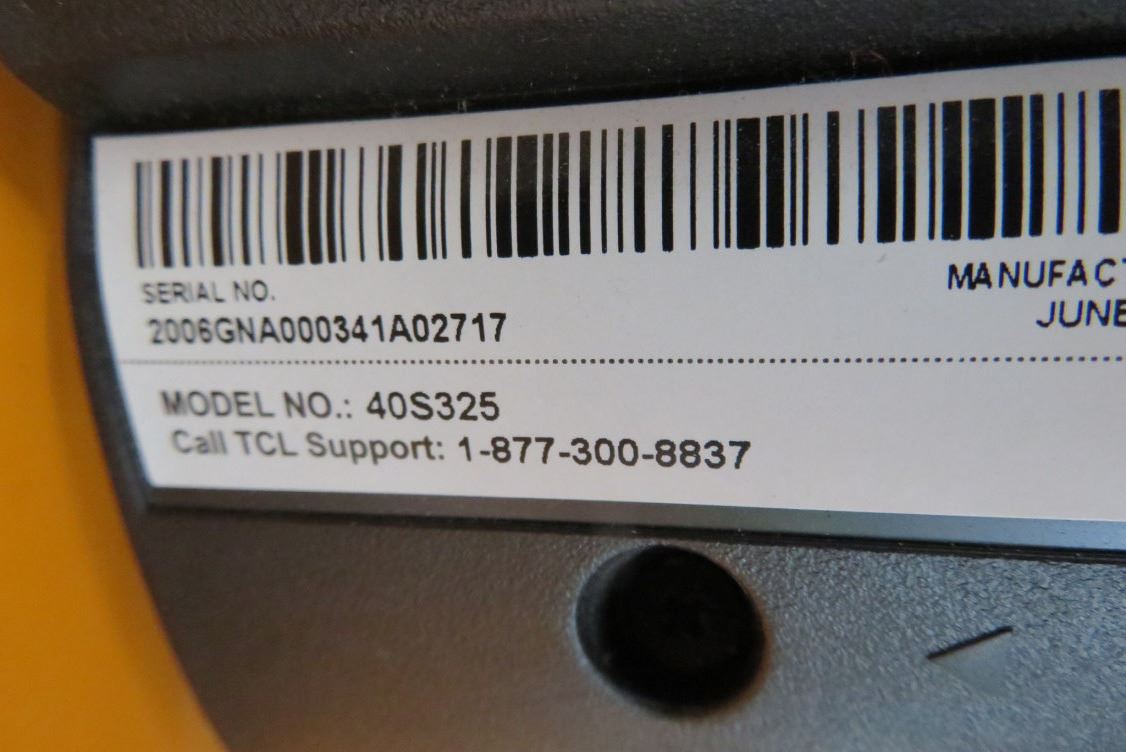 SERIAL NO.
2006GNA000341A02717
MANUFACT
JUNE
MODEL NO.: 40S325
Call TCL Support: 1-877-300-8837